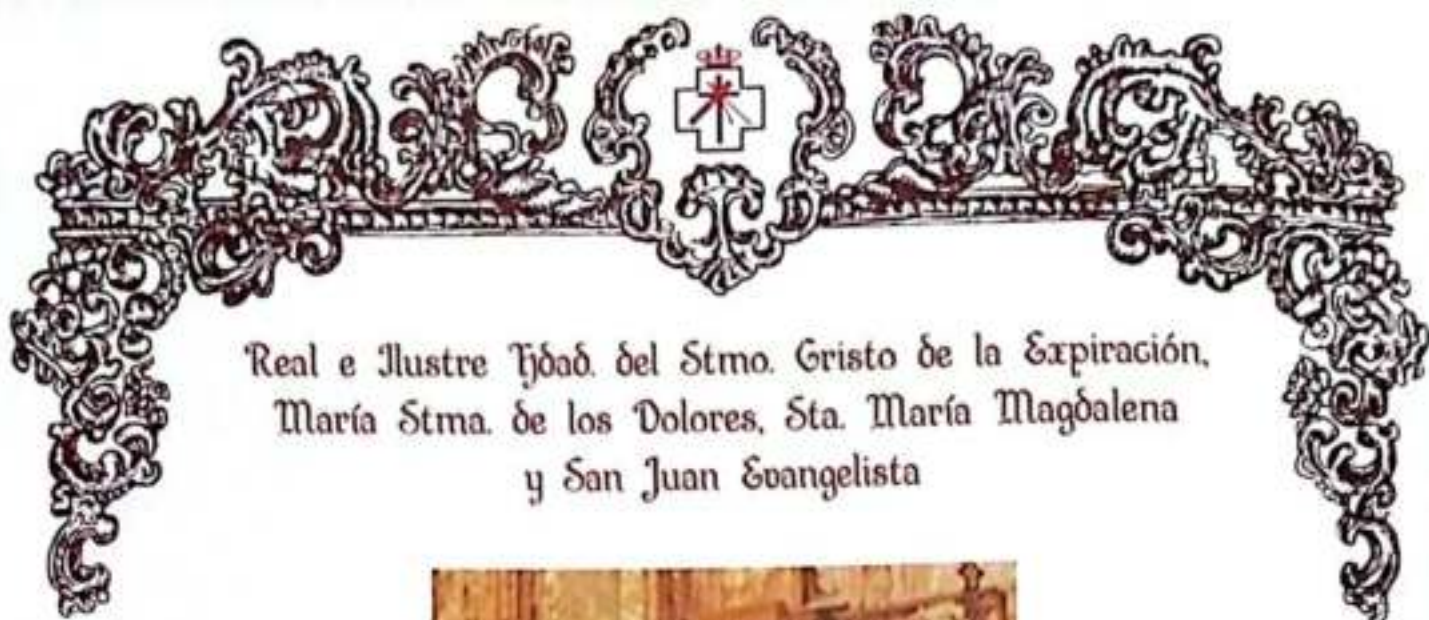 Real e Ilustre Hdad. del Stmo. Cristo de la Expiración,
María Stma. de los Dolores, Sta. María Magdalena
y San Juan Evangelista